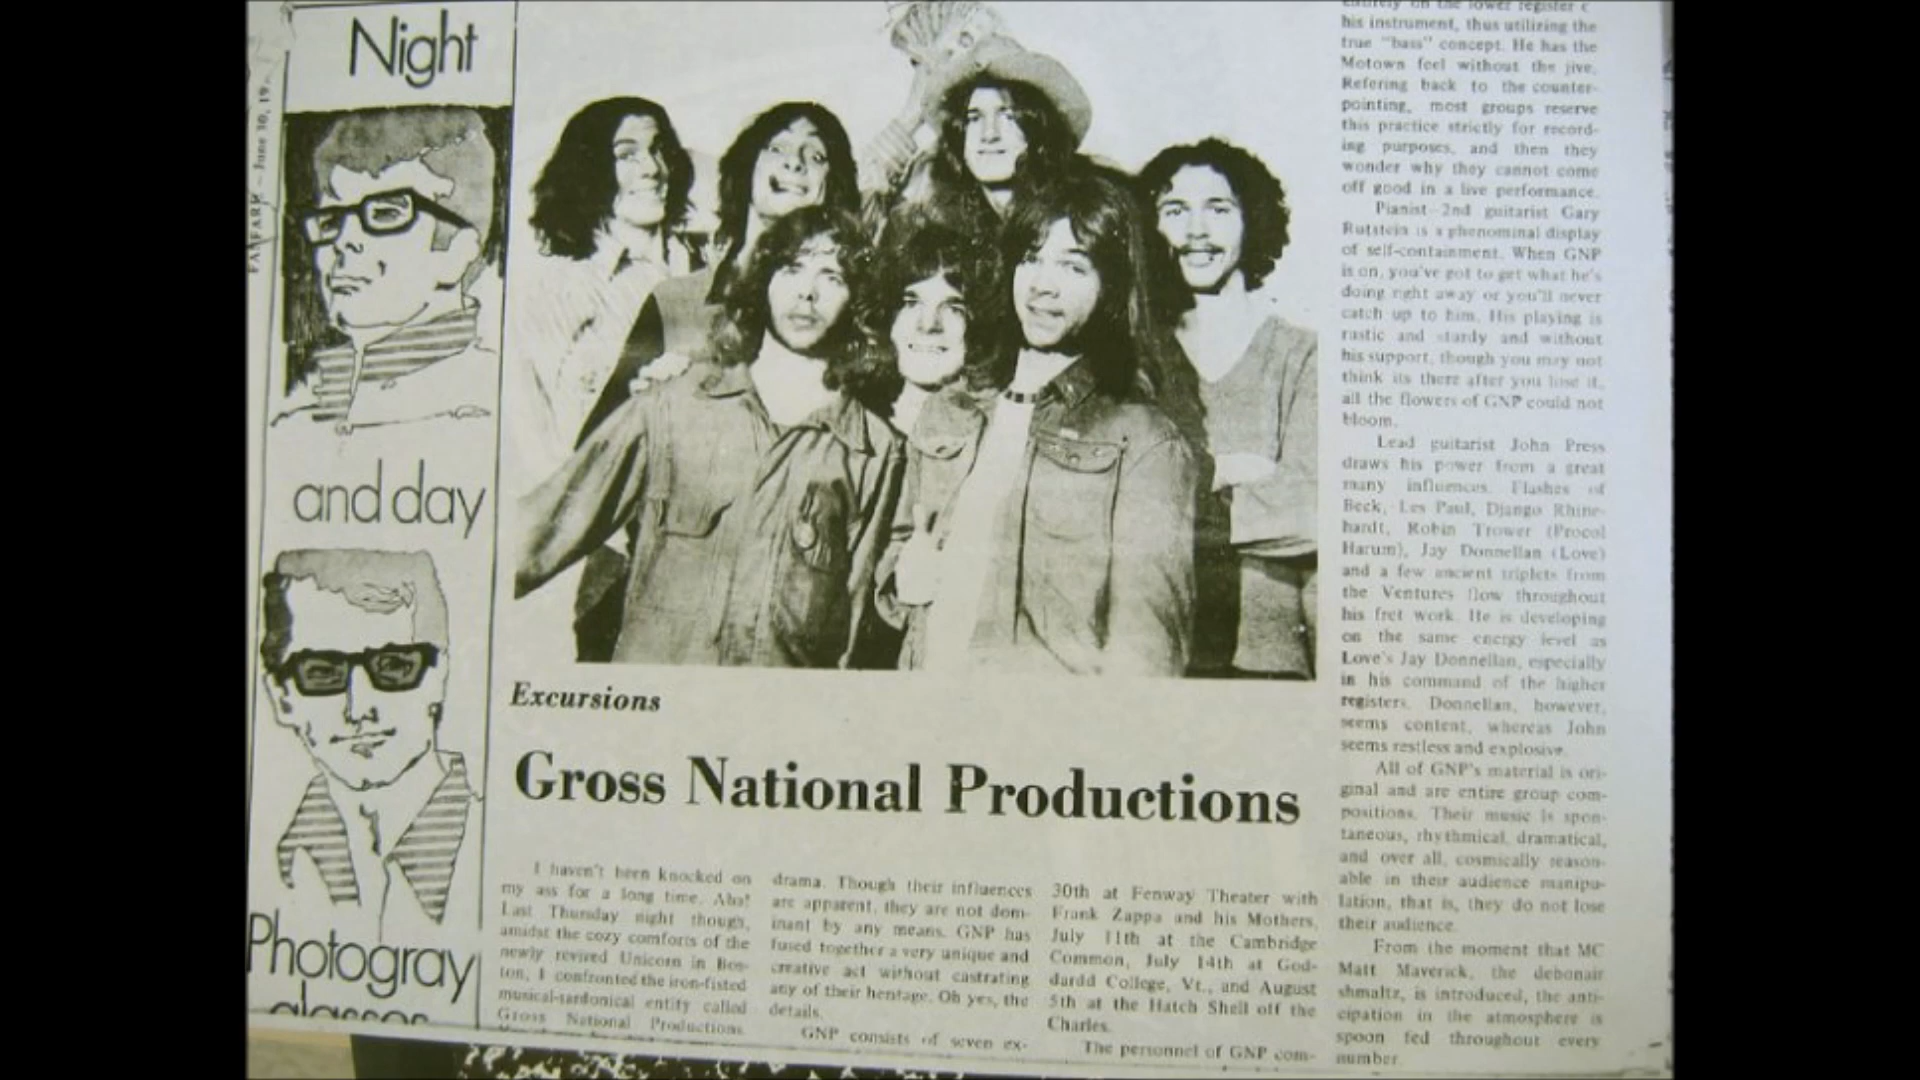 Night
and day
Photogray
glasses
FANFARE - June 30, 19
Excursions
Gross National Productions
I haven't been knocked on
my ass for a long time. Aha!
Last Thursday night though,
amidst the cozy comforts of the
newly revived Unicorn in Bos-
ton, I confronted the iron-fisted
musical-sardonical entity called
Gross National Productions.
drama. Though their influences
are apparent, they are not dom-
inant by any means. GNP has
fused together a very unique and
creative act without castrating
any of their heritage. Oh yes, the
details.
GNP consists of seven ex-
30th at Fenway Theater with
Frank Zappa and his Mothers,
July 11th at the Cambridge
Common, July 14th at God-
dardd College, Vt., and August
5th at the Hatch Shell off the
Charles.
The personnel of GNP com-
entirely on the lower register
his instrument, thus utilizing the
true "bass" concept. He has the
Motown feel without the jive.
Refering back to the counter-
pointing, most groups reserve
this practice strictly for record-
ing purposes, and then they
wonder why they cannot come
off good in a live performance.
Pianist-2nd guitarist Gary
Rutstein is a phenominal display
of self-containment. When GNP
is on, you've got to get what he's
doing right away or you'll never
catch up to him. His playing is
rustic and sturdy and without
his support, though you may not
think its there after you lose it,
all the flowers of GNP could not
bloom.
Lead guitarist John Press
draws his power from a great
many influences. Flashes of
Beck, Les Paul, Django Rhine-
hardt, Robin Trower (Procol
Harum), Jay Donnellan (Love)
and a few ancient triplets from
the Ventures flow throughout
his fret work. He is developing
on the same energy level as
Love's Jay Donnellan, especially
in his command of the higher
registers. Donnellan, however,
seems content, whereas John
seems restless and explosive.
All of GNP's material is ori-
ginal and are entire group com-
positions. Their music is spon-
taneous, rhythmical, dramatical,
and over all, cosmically reason-
able in their audience manipu-
lation, that is, they do not lose
their audience.
From the moment that MC
Matt Maverick, the debonair
shmaltz, is introduced, the anti-
cipation in the atmosphere is
spoon fed throughout every
number.